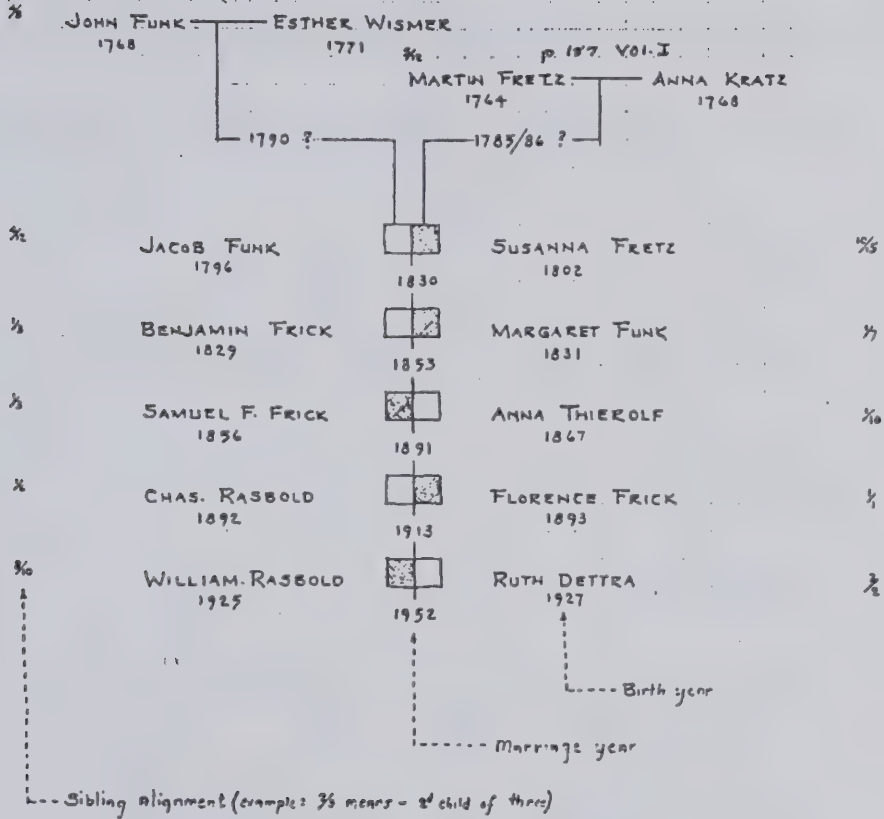 JOHN FUNK ESTHER WISMER
1768 1771
p. 157 VOL. I
MARTIN FRETZ ANNA KRATZ
1764 1768
1790 ? 1785/86 ?
JACOB FUNK SUSANNA FRETZ
1796 1802
1830
BENJAMIN FRICK MARGARET FUNK
1829 1831
1853
SAMUEL F. FRICK ANNA THIEROLF
1856 1867
1891
CHAS. RASBOLD FLORENCE FRICK
1892 1893
1913
WILLIAM RASBOLD RUTH DETTRA
1925 1927
1952
Birth year
Marriage year
Sibling Alignment (example: 2/3 means - 2d child of three)